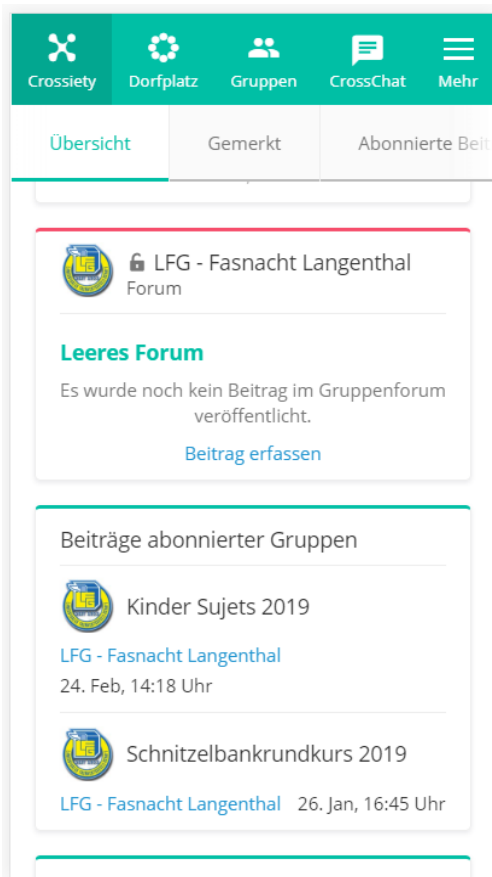 Crossiety
Dorfplatz
Gruppen
CrossChat
Mehr
Übersicht
Gemerkt
Abonnierte Beit
LFG - Fasnacht Langenthal
Forum
Leeres Forum
Es wurde noch kein Beitrag im Gruppenforum
veröffentlicht.
Beitrag erfassen
Beiträge abonnierter Gruppen
Kinder Sujets 2019
LFG - Fasnacht Langenthal
24. Feb, 14:18 Uhr
Schnitzelbankrundkurs 2019
LFG - Fasnacht Langenthal 26. Jan, 16:45 Uhr